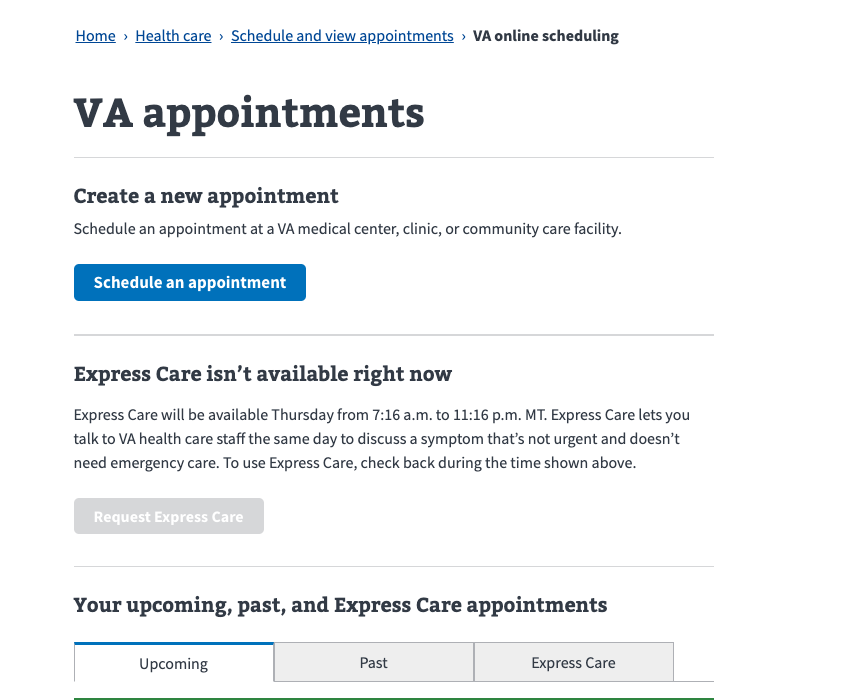 Home › Health care › Schedule and view appointments › VA online scheduling
VA appointments
Create a new appointment
Schedule an appointment at a VA medical center, clinic, or community care facility.
Schedule an appointment
Express Care isn’t available right now
Express Care will be available Thursday from 7:16 a.m. to 11:16 p.m. MT. Express Care lets you
talk to VA health care staff the same day to discuss a symptom that’s not urgent and doesn’t
need emergency care. To use Express Care, check back during the time shown above.
Request Express Care
Your upcoming, past, and Express Care appointments
Upcoming Past Express Care